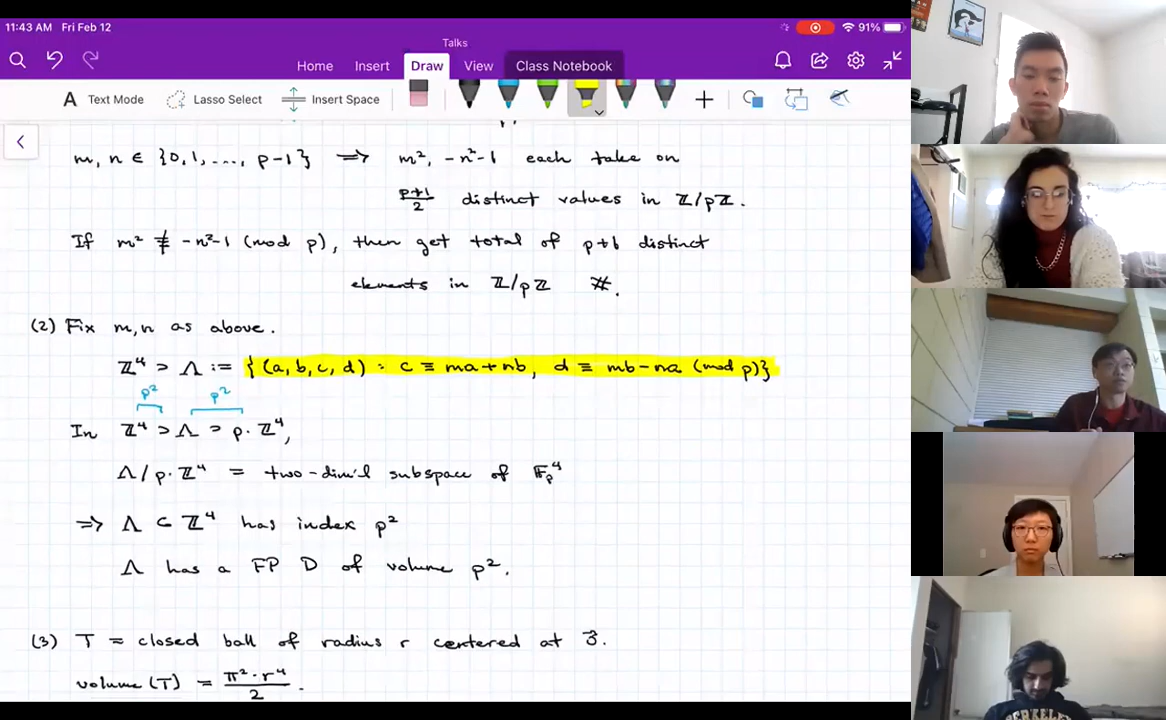 11:43 AM Fri Feb 12
91%
Talks
Home Insert Draw View Class Notebook
Text Mode Lasso Select Insert Space
m, n ∈ {0, 1, ..., p-1} ⟹ m², -n²-1 each take on
(p+1)/2 distinct values in ℤ/pℤ.
If m² ≢ -n²-1 (mod p), then get total of p+1 distinct
elements in ℤ/pℤ ※.
(2) Fix m, n as above.
ℤ⁴ > Λ := {(a, b, c, d) : c ≡ ma+nb, d ≡ mb-na (mod p)}
p² p²
In ℤ⁴ > Λ > p·ℤ⁴,
Λ/p·ℤ⁴ = two-dim'l subspace of 𝔽ₚ⁴
⟹ Λ ⊂ ℤ⁴ has index p²
Λ has a FP D of volume p².
(3) T = closed ball of radius r centered at
volume (T) = π²·r⁴/2.
BERKELEY